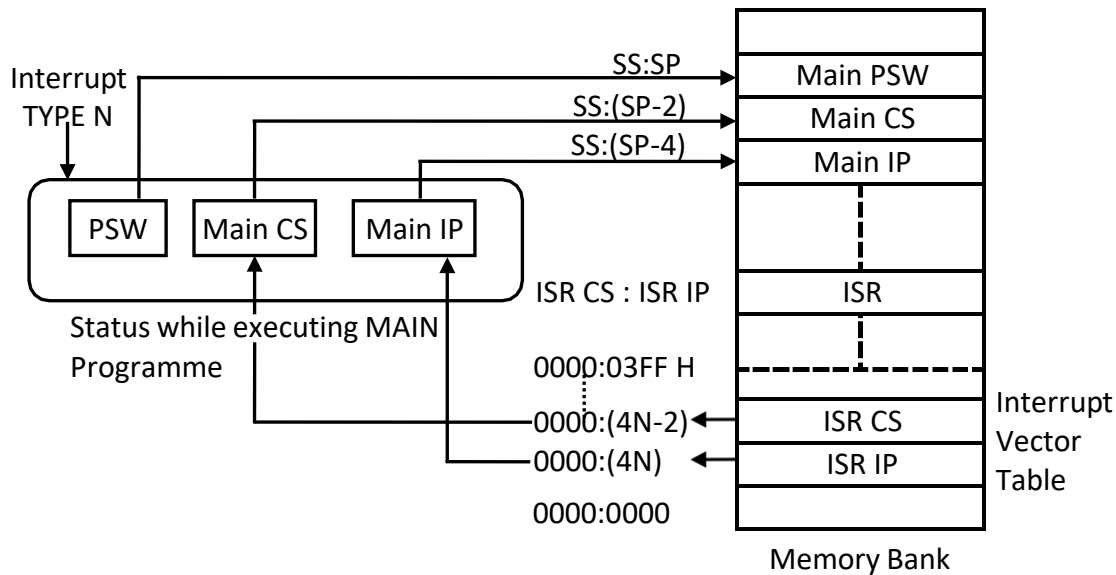 Interrupt
TYPE N
SS:SP
SS:(SP-2)
SS:(SP-4)
Main PSW
Main CS
Main IP
PSW
Main CS
Main IP
ISR CS : ISR IP
ISR
Status while executing MAIN
Programme
0000:03FF H
0000:(4N-2)
ISR CS
0000:(4N)
ISR IP
0000:0000
Interrupt
Vector
Table
Memory Bank